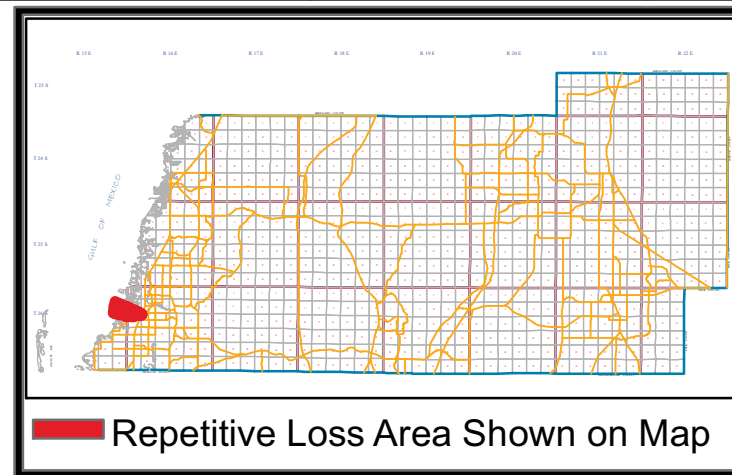 R 15 E R 16 E R 17 E R 18 E R 19 E R 20 E R 21 E R 22 E
T 23 S
T 24 S
GULF OF MEXICO
T 25 S
T 26 S
Repetitive Loss Area Shown on Map